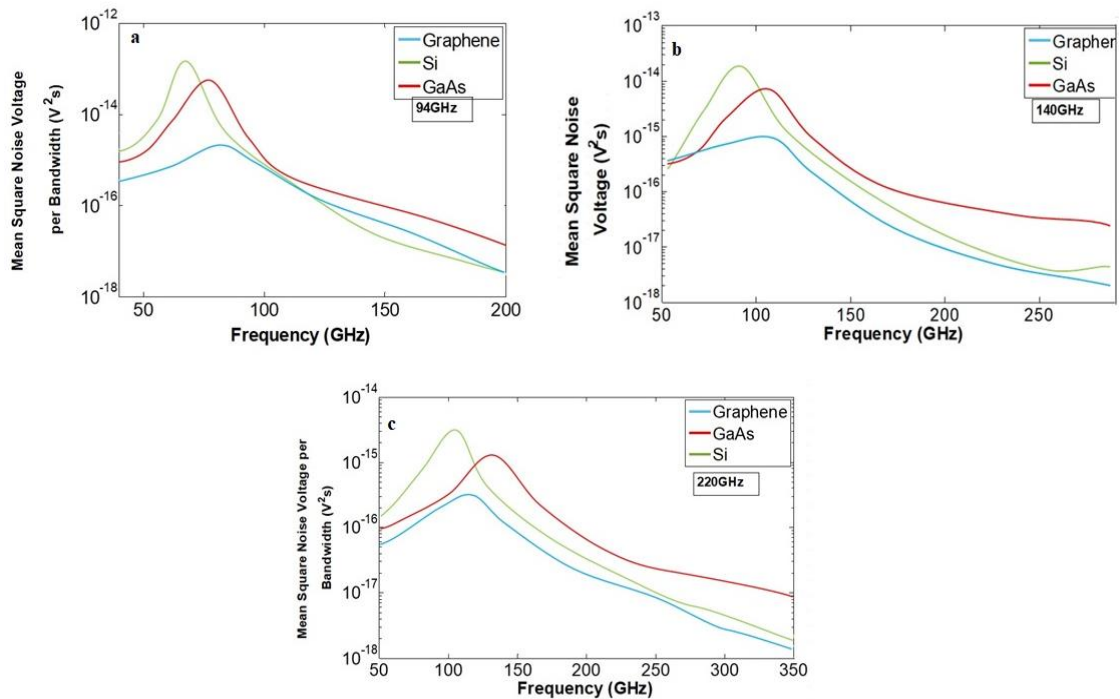 a
10⁻¹²
10⁻¹⁴
10⁻¹⁶
10⁻¹⁸
Mean Square Noise Voltage
per Bandwidth (V²s)
Graphene
Si
GaAs
94GHz
50 100 150 200
Frequency (GHz)
b
10⁻¹³
10⁻¹⁴
10⁻¹⁵
10⁻¹⁶
10⁻¹⁷
10⁻¹⁸
Mean Square Noise
Voltage (V²s)
Graphen
Si
GaAs
140GHz
50 100 150 200 250
Frequency (GHz)
c
10⁻¹⁴
10⁻¹⁵
10⁻¹⁶
10⁻¹⁷
10⁻¹⁸
Mean Square Noise Voltage per
Bandwidth (V²s)
Graphene
GaAs
Si
220GHz
50 100 150 200 250 300 350
Frequency (GHz)